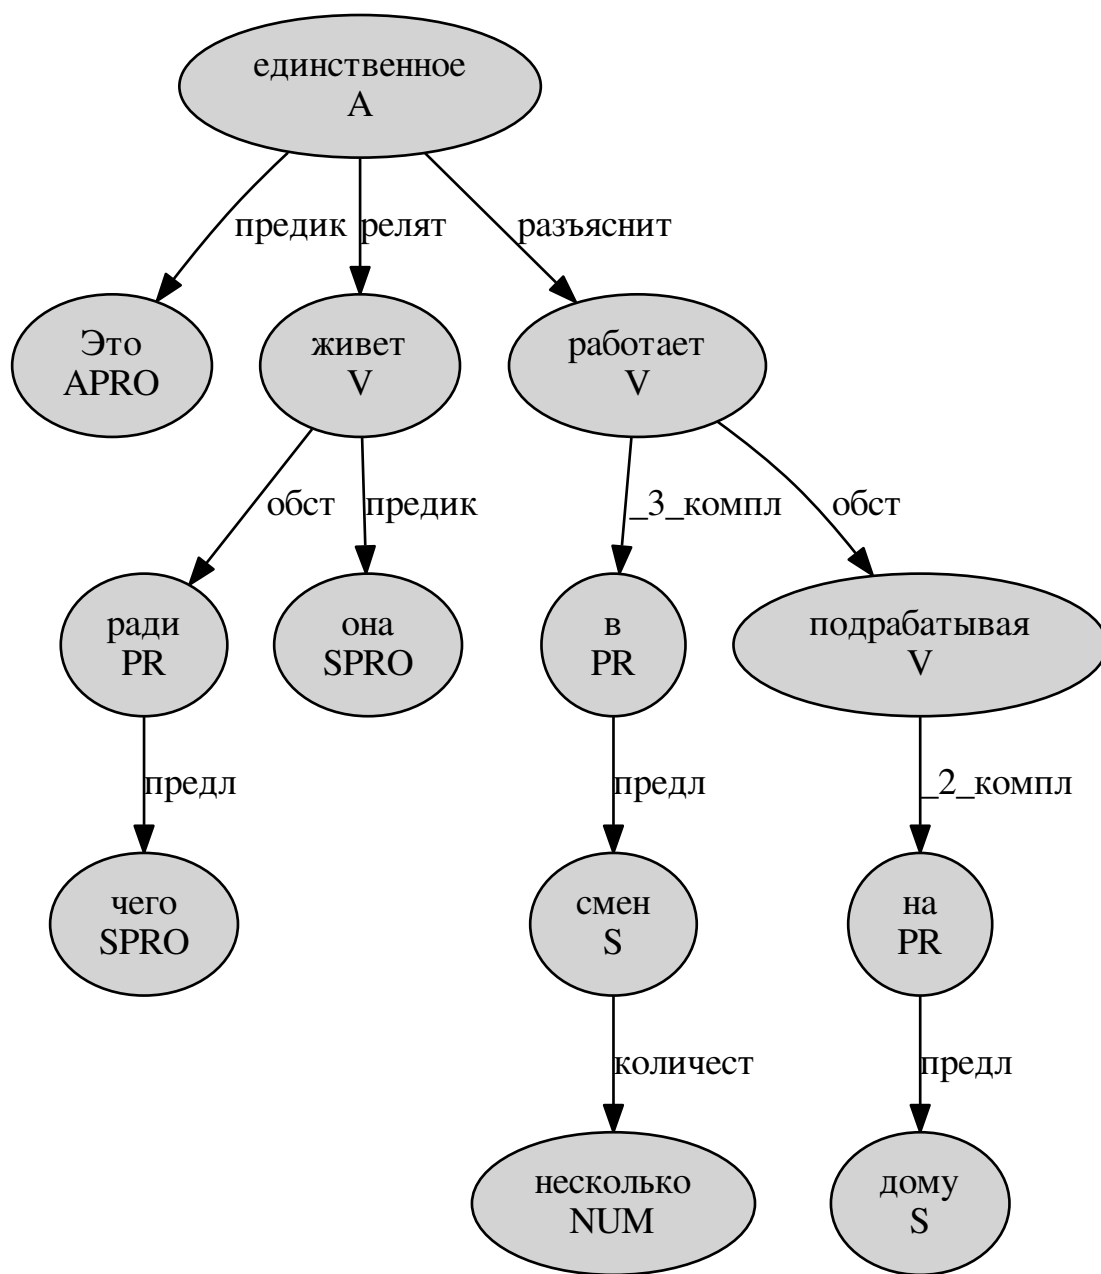 единственное
A
предик
релят
разъяснит
Это
APRO
живет
V
работает
V
обст
предик
_3_компл
обст
ради
PR
она
SPRO
в
PR
подрабатывая
V
предл
предл
_2_компл
чего
SPRO
смен
S
на
PR
количест
предл
несколько
NUM
дому
S